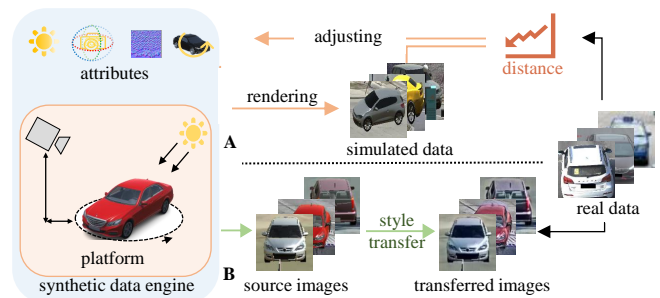 attributes
platform
synthetic data engine
adjusting
distance
rendering
A
simulated data
real data
style
transfer
B
source images
transferred images